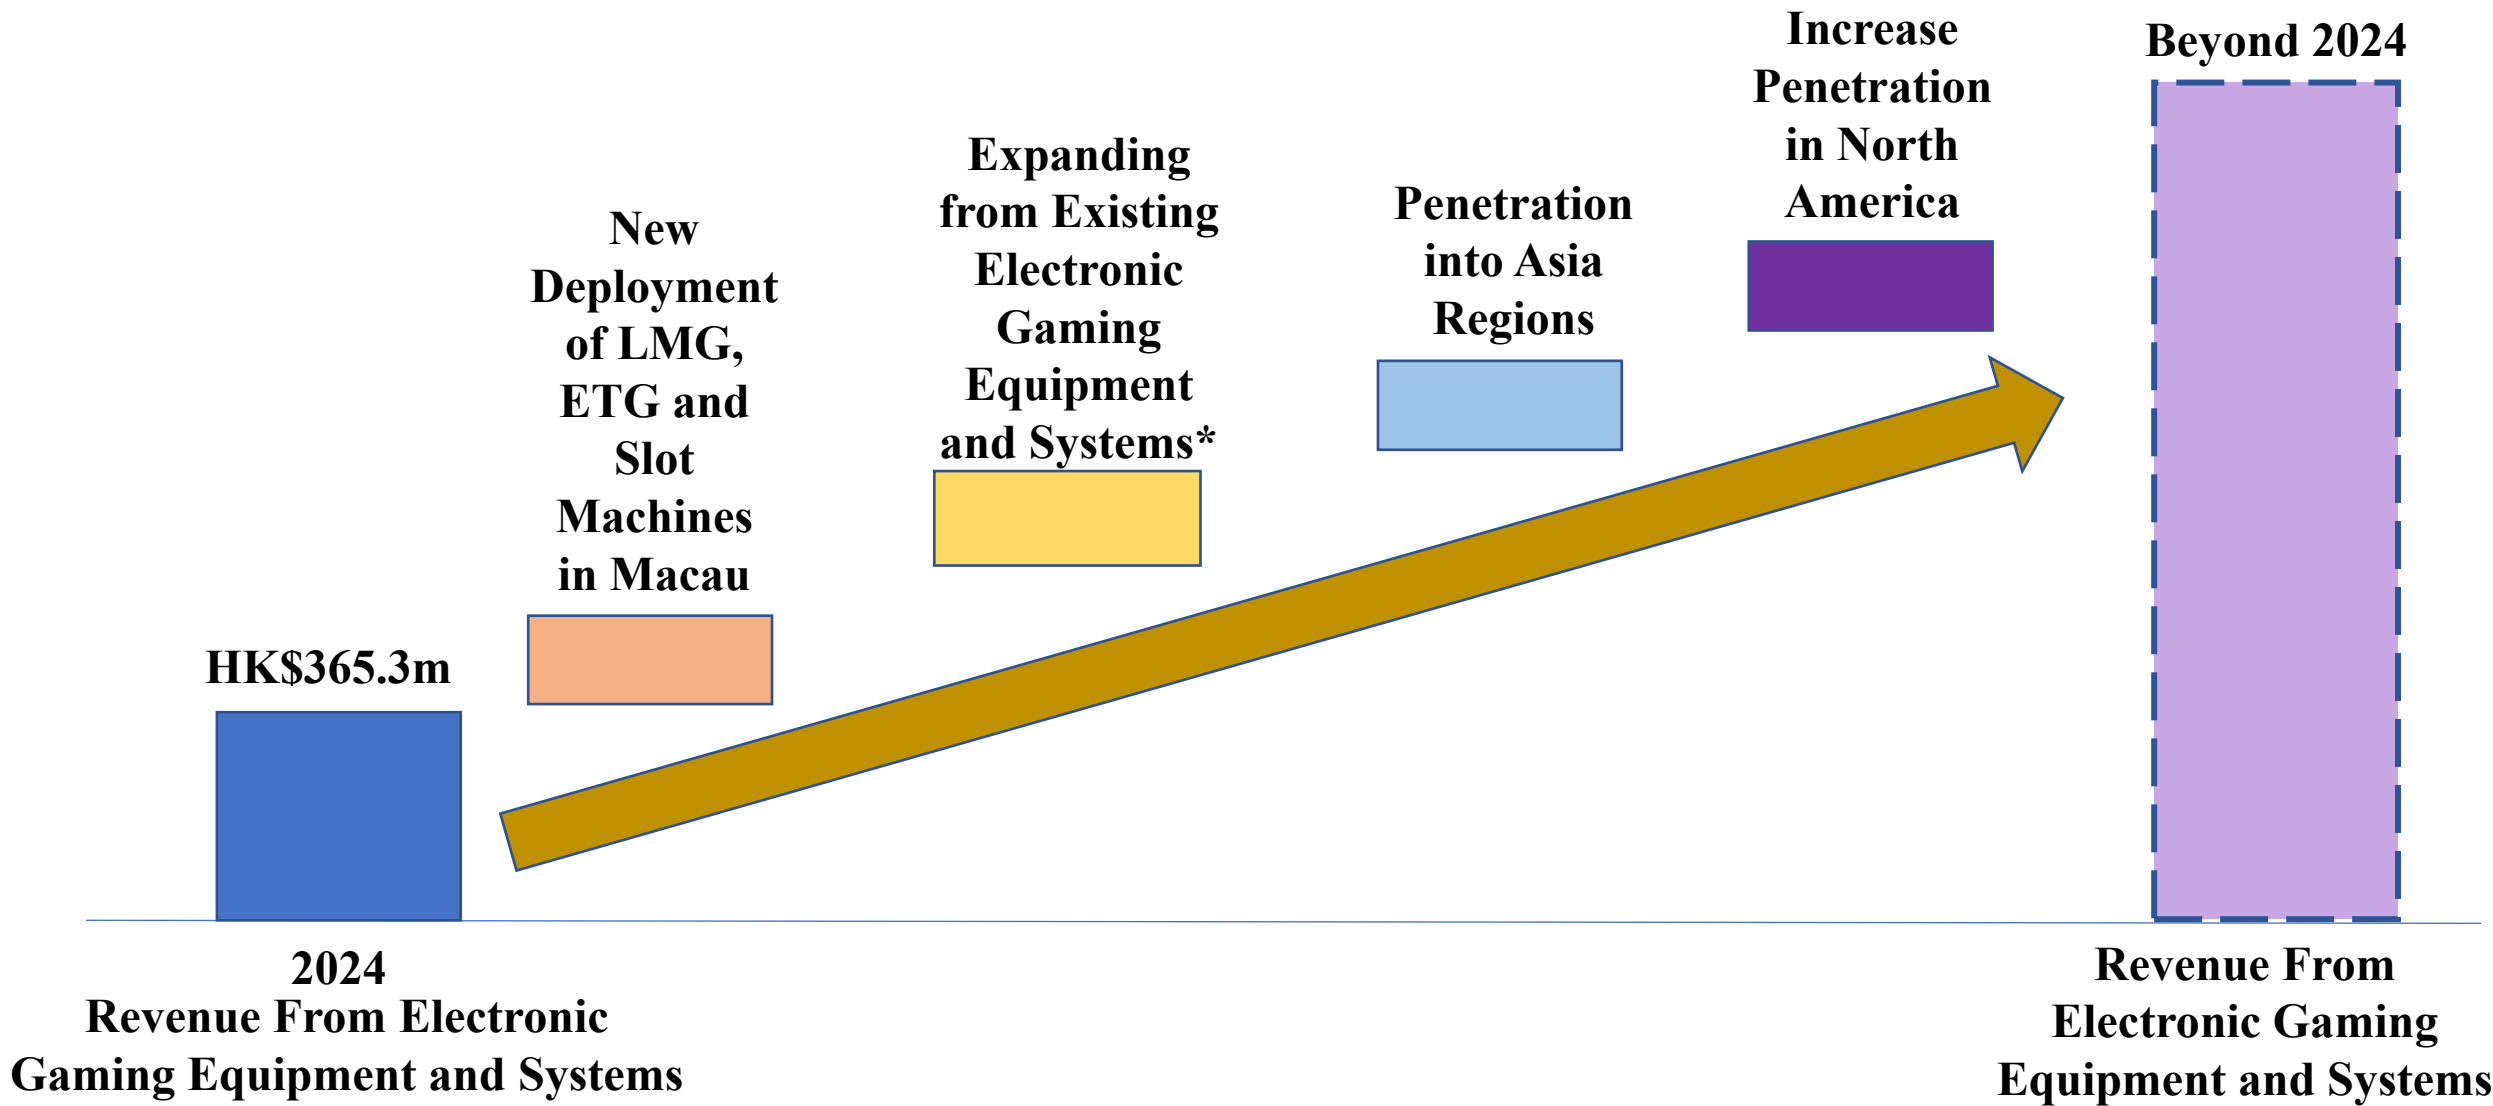 HK$365.3m
2024
Revenue From Electronic
Gaming Equipment and Systems
New
Deployment
of LMG,
ETG and
Slot
Machines
in Macau
Expanding
from Existing
Electronic
Gaming
Equipment
and Systems*
Penetration
into Asia
Regions
Increase
Penetration
in North
America
Beyond 2024
Revenue From
Electronic Gaming
Equipment and Systems